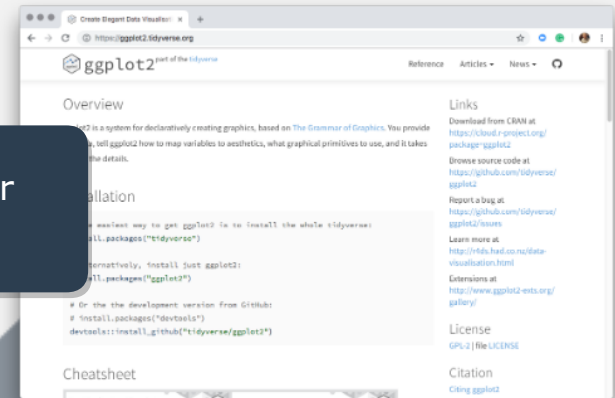 Create Elegant Data Visualisati
https://ggplot2.tidyverse.org
ggplot2 part of the tidyverse
Reference Articles News
Overview
is a system for declaratively creating graphics, based on The Grammar of Graphics. You provide
tell ggplot2 how to map variables to aesthetics, what graphical primitives to use, and it takes
the details.
r
allation
easiest way to get ggplot2 is to install the whole tidyverse:
all.packages("tidyverse")
ternatively, install just ggplot2:
all.packages("ggplot2")
# Or the the development version from GitHub:
# install.packages("devtools")
devtools::install_github("tidyverse/ggplot2")
Cheatsheet
Links
Download from CRAN at
https://cloud.r-project.org/
package=ggplot2
Browse source code at
https://github.com/tidyverse/
ggplot2
Report a bug at
https://github.com/tidyverse/
ggplot2/issues
Learn more at
http://r4ds.had.co.nz/data-
visualisation.html
Extensions at
http://www.ggplot2-exts.org/
gallery/
License
GPL-2 | file LICENSE
Citation
Citing ggplot2